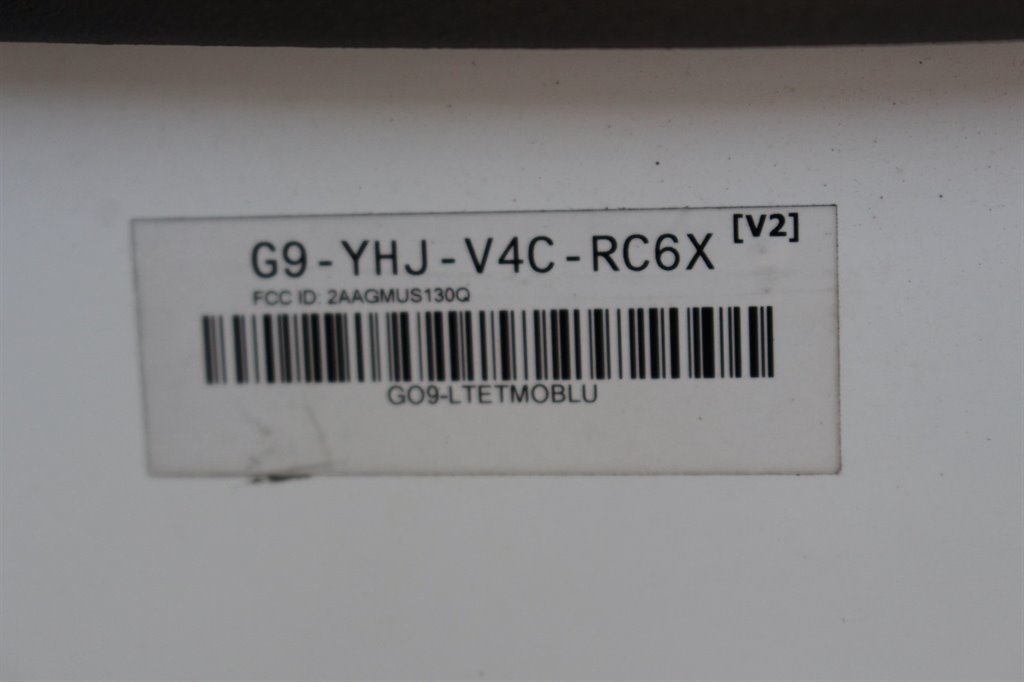 G9-YHJ-V4C-RC6X [V2]
FCC ID: 2AAGMUS130Q
GO9-LTETMOBLU